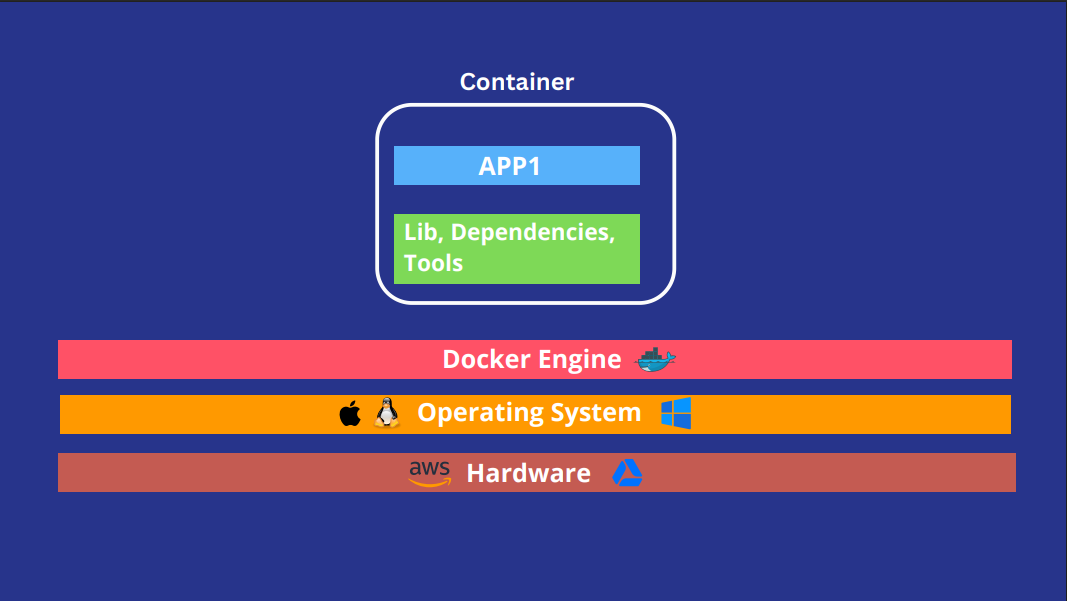 Container
APP1
Lib, Dependencies,
Tools
Docker Engine
Operating System
aws Hardware